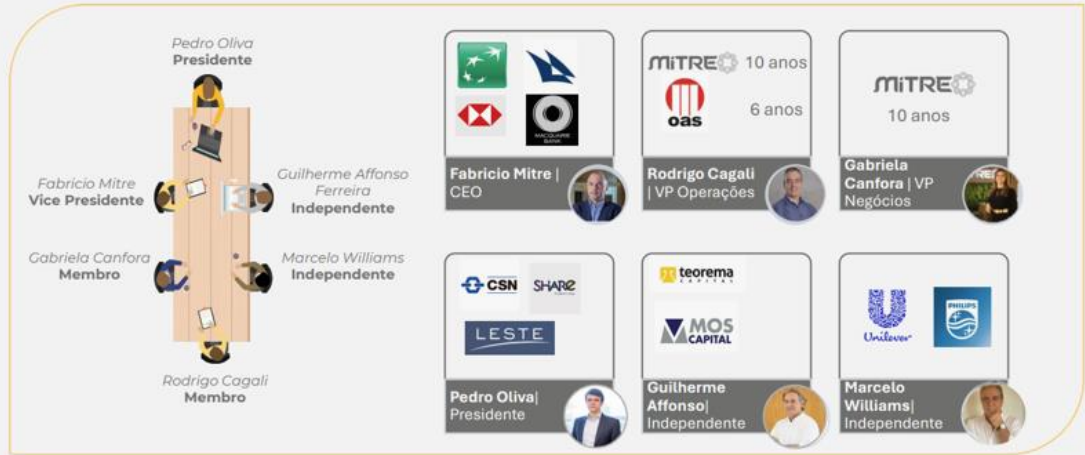 Pedro Oliva
Presidente
Fabricio Mitre
Vice Presidente
Guilherme Affonso
Ferreira
Independente
Gabriela Canfora
Membro
Marcelo Williams
Independente
Rodrigo Cagali
Membro
HSBC
MACQUARIE
BANK
Fabricio Mitre |
CEO
MITRE 10 anos
oas 6 anos
Rodrigo Cagali
| VP Operações
MITRE
10 anos
Gabriela
Canfora | VP
Negócios
CSN
SHARE
LESTE
Pedro Oliva|
Presidente
teorema
CAPITAL
MOS
CAPITAL
Guilherme
Affonso|
Independente
Unilever
PHILIPS
Marcelo
Williams|
Independente